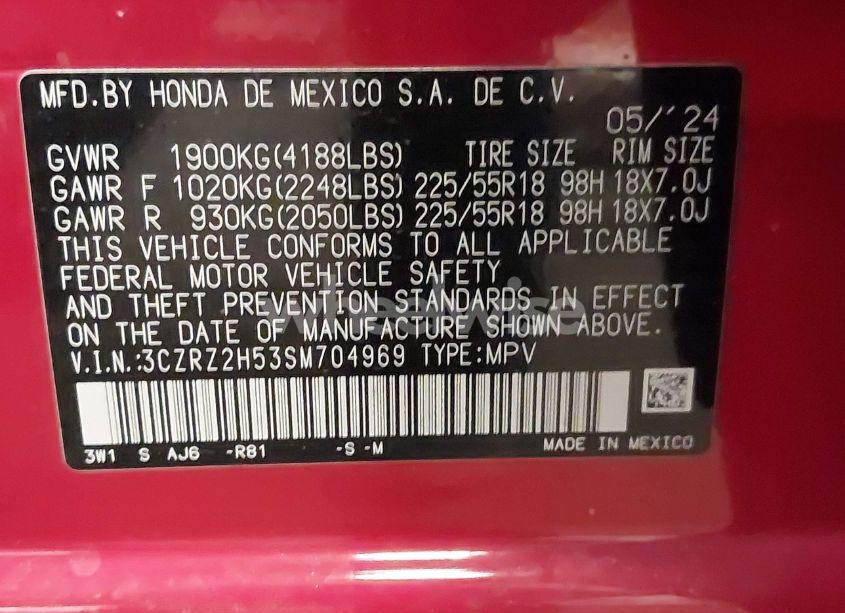 MFD.BY HONDA DE MEXICO S.A. DE C.V.
05/'24
GVWR 1900KG(4188LBS) TIRE SIZE RIM SIZE
GAWR F 1020KG(2248LBS) 225/55R18 98H 18X7.0J
GAWR R 930KG(2050LBS) 225/55R18 98H 18X7.0J
THIS VEHICLE CONFORMS TO ALL APPLICABLE
FEDERAL MOTOR VEHICLE SAFETY
AND THEFT PREVENTION STANDARDS IN EFFECT
ON THE DATE OF MANUFACTURE SHOWN ABOVE.
wheelwise
V.I.N.:3CZRZ2H53SM704969 TYPE:MPV
3W1 S AJ6 -R81 -S -M MADE IN MEXICO